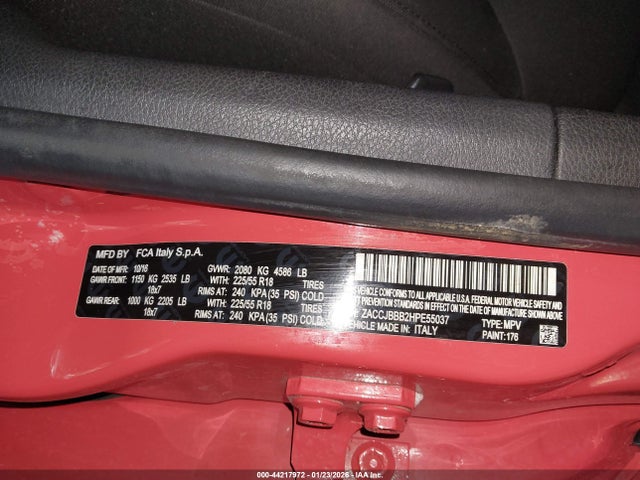 MFD BY FCA Italy S.p.A.
DATE OF MFR: 10/16 GVWR: 2080 KG 4586 LB
GAWR FRONT: 1150 KG 2535 LB WITH: 225/55 R18 TIRES
18x7 RIMS AT: 240 KPA(35 PSI) COLD
GAWR REAR: 1000 KG 2205 LB WITH: 225/55 R18 TIRES
18x7 RIMS AT: 240 KPA(35 PSI) COLD
THIS VEHICLE CONFORMS TO ALL APPLICABLE U.S.A. FEDERAL MOTOR
VEHICLE SAFETY, BUMPER, AND THEFT PREVENTION STANDARDS IN
EFFECT ON THE DATE OF MANUFACTURE SHOWN ABOVE.
VIN: ZACCJBBB2HPE55037 TYPE: MPV
VEHICLE MADE IN: ITALY PAINT: 176
000-44217972 01/23/2026 IAA Inc.